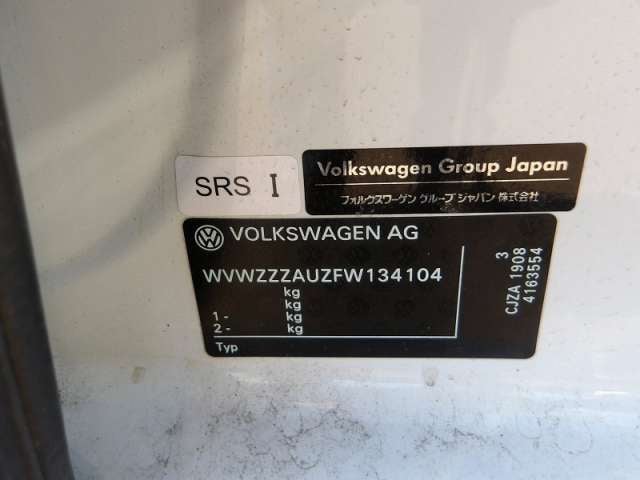 SRS I
Volkswagen Group Japan
フォルクスワーゲン グループ ジャパン 株式会社
VOLKSWAGEN AG
WVWZZZAUZFW134104
kg
kg
1 - kg
2 - kg
Typ
3
CJZA 1908
4163554